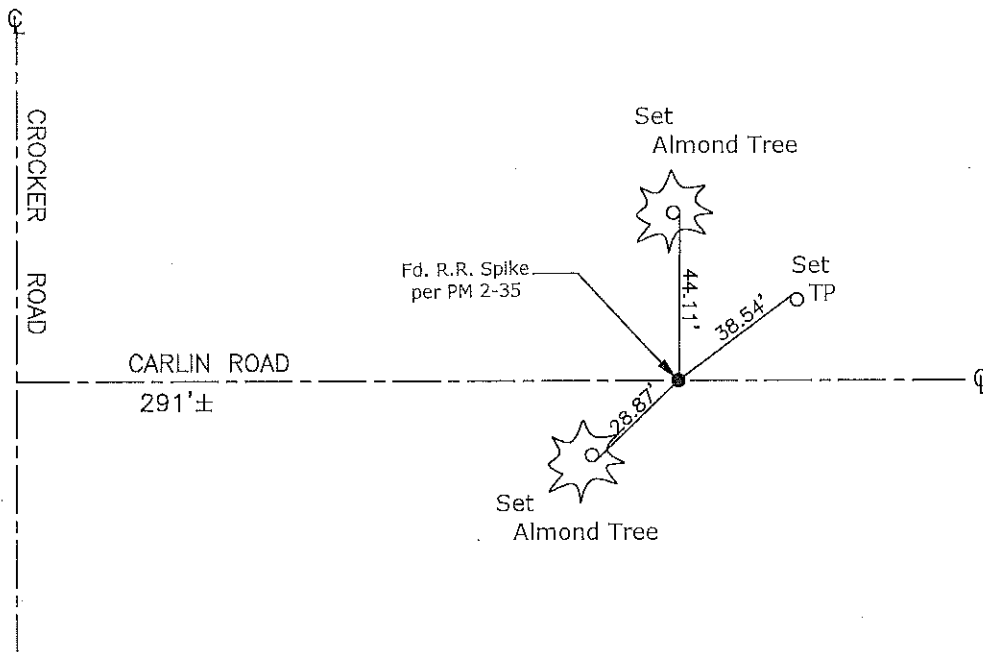 ℄
CROCKER ROAD
Set
Almond Tree
Fd. R.R. Spike
per PM 2-35
44.11'
Set
TP
38.54'
CARLIN ROAD
291'±
℄
28.87'
Set
Almond Tree